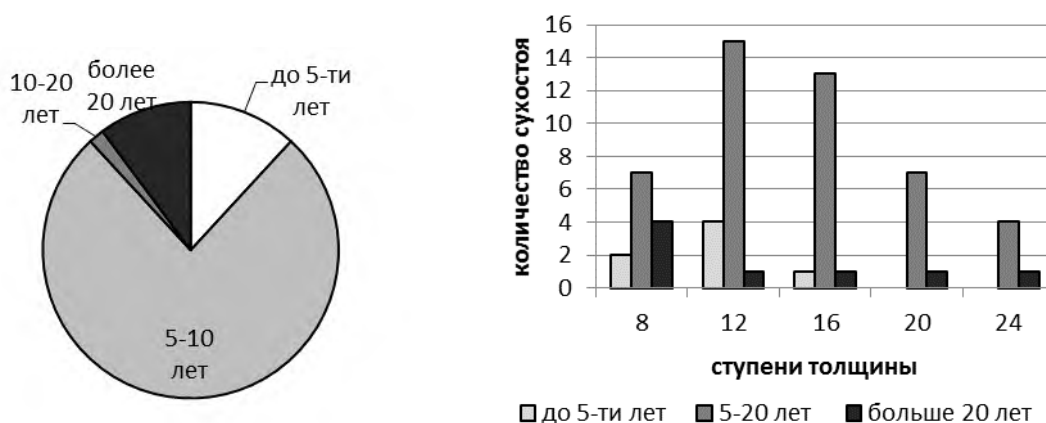 10-20
лет
более
20 лет
до 5-ти
лет
5-10
лет
количество сухостоя
16
14
12
10
8
6
4
2
0
8 12 16 20 24
ступени толщины
до 5-ти лет 5-20 лет больше 20 лет